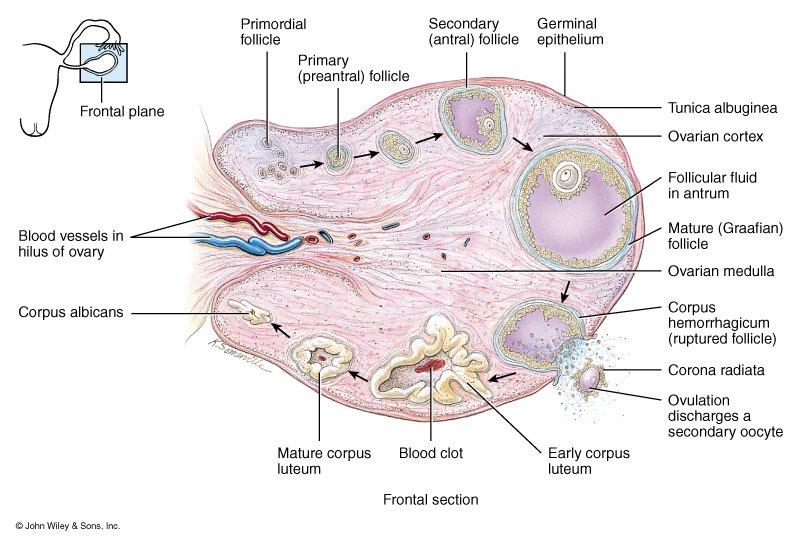 Primordial
follicle
Primary
(preantral) follicle
Secondary
(antral) follicle
Germinal
epithelium
Frontal plane
Tunica albuginea
Ovarian cortex
Follicular fluid
in antrum
Mature (Graafian)
follicle
Blood vessels in
hilus of ovary
Ovarian medulla
Corpus albicans
Corpus
hemorrhagicum
(ruptured follicle)
K. Somerville
Corona radiata
Ovulation
discharges a
secondary oocyte
Mature corpus
luteum
Blood clot
Early corpus
luteum
Frontal section
© John Wiley & Sons, Inc.